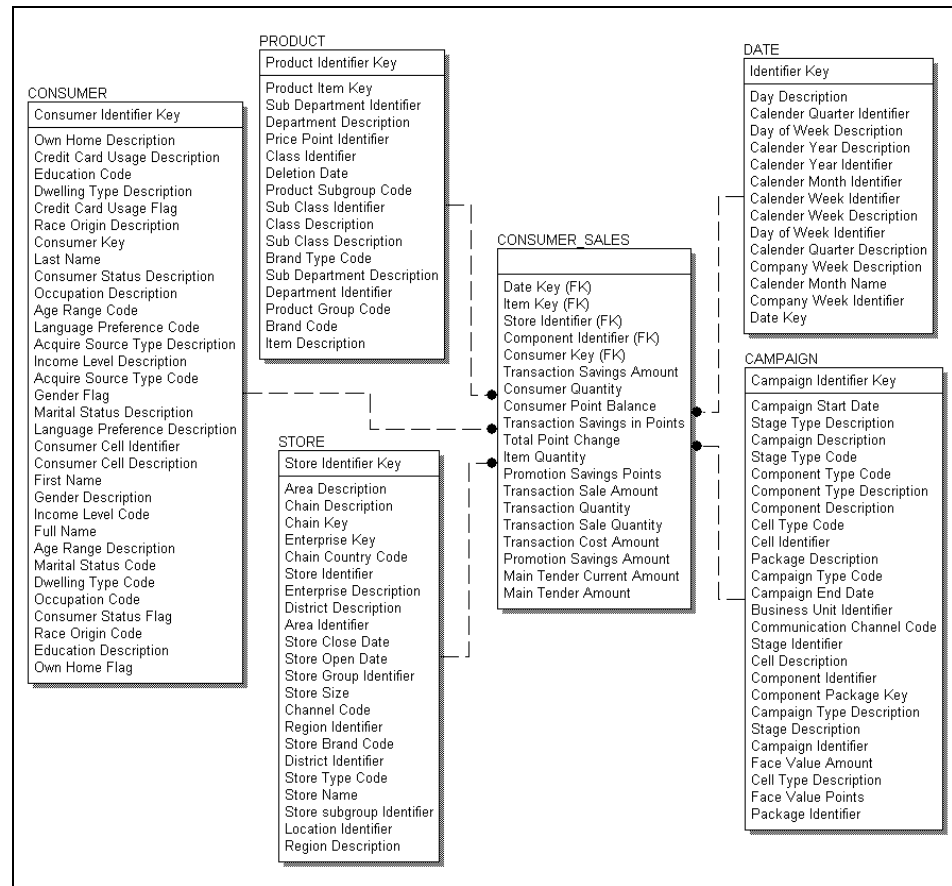 PRODUCT
Product Identifier Key
Product Item Key
Sub Department Identifier
Department Description
Price Point Identifier
Class Identifier
Deletion Date
Product Subgroup Code
Sub Class Identifier
Class Description
Sub Class Description
Brand Type Code
Sub Department Description
Department Identifier
Product Group Code
Brand Code
Item Description
DATE
Identifier Key
Day Description
Calender Quarter Identifier
Day of Week Description
Calender Year Description
Calender Year Identifier
Calender Month Identifier
Calender Week Identifier
Calender Week Description
Day of Week Identifier
Calender Quarter Description
Company Week Description
Calender Month Name
Company Week Identifier
Date Key
CONSUMER
Consumer Identifier Key
Own Home Description
Credit Card Usage Description
Education Code
Dwelling Type Description
Credit Card Usage Flag
Race Origin Description
Consumer Key
Last Name
Consumer Status Description
Occupation Description
Age Range Code
Language Preference Code
Acquire Source Type Description
Income Level Description
Acquire Source Type Code
Gender Flag
Marital Status Description
Language Preference Description
Consumer Cell Identifier
Consumer Cell Description
First Name
Gender Description
Income Level Code
Full Name
Age Range Description
Marital Status Code
Dwelling Type Code
Occupation Code
Consumer Status Flag
Race Origin Code
Education Description
Own Home Flag
CONSUMER_SALES
Date Key (FK)
Item Key (FK)
Store Identifier (FK)
Component Identifier (FK)
Consumer Key (FK)
Transaction Savings Amount
Consumer Quantity
Consumer Point Balance
Transaction Savings in Points
Total Point Change
Item Quantity
Promotion Savings Points
Transaction Sale Amount
Transaction Quantity
Transaction Sale Quantity
Transaction Cost Amount
Promotion Savings Amount
Main Tender Current Amount
Main Tender Amount
CAMPAIGN
Campaign Identifier Key
Campaign Start Date
Stage Type Description
Campaign Description
Stage Type Code
Component Type Code
Component Type Description
Component Description
Cell Type Code
Cell Identifier
Package Description
Campaign Type Code
Campaign End Date
Business Unit Identifier
Communication Channel Code
Stage Identifier
Cell Description
Component Identifier
Component Package Key
Campaign Type Description
Stage Description
Campaign Identifier
Face Value Amount
Cell Type Description
Face Value Points
Package Identifier
STORE
Store Identifier Key
Area Description
Chain Description
Chain Key
Enterprise Key
Chain Country Code
Store Identifier
Enterprise Description
District Description
Area Identifier
Store Close Date
Store Open Date
Store Group Identifier
Store Size
Channel Code
Region Identifier
Store Brand Code
District Identifier
Store Type Code
Store Name
Store subgroup Identifier
Location Identifier
Region Description